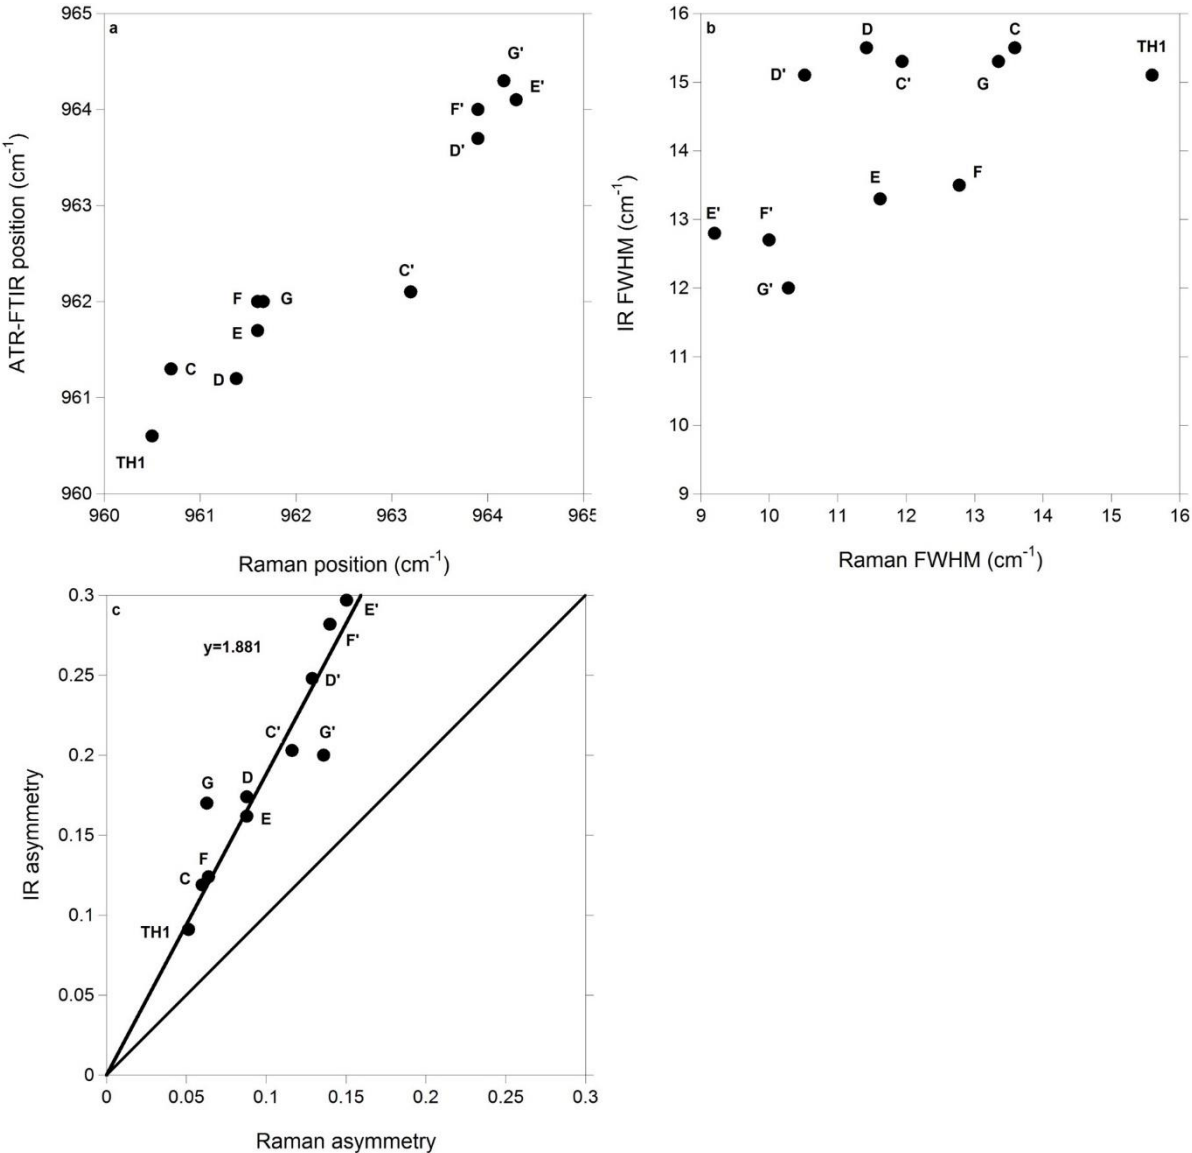 a
965
964
963
962
961
960
ATR-FTIR position (cm-1)
G'
E'
F'
D'
C'
F
G
E
C
D
TH1
960
961
962
963
964
965
Raman position (cm-1)
b
16
15
14
13
12
11
10
9
IR FWHM (cm-1)
D
C
TH1
D'
C'
G
E
F
E'
F'
G'
9
10
11
12
13
14
15
16
Raman FWHM (cm-1)
c
0.3
0.25
0.2
0.15
0.1
0.05
0
IR asymmetry
y=1.881
E'
F'
D'
C'
G'
G
D
E
F
C
TH1
0
0.05
0.1
0.15
0.2
0.25
0.3
Raman asymmetry